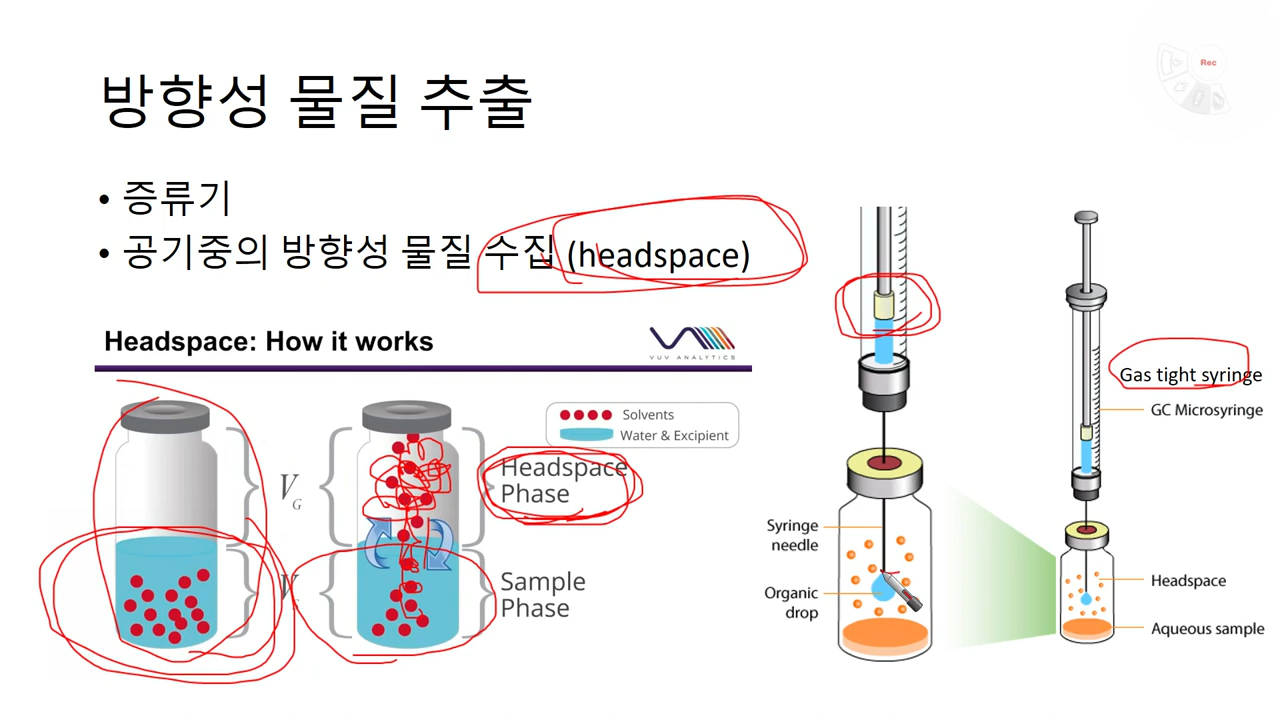 Rec
방향성 물질 추출
• 증류기
• 공기중의 방향성 물질 수집 (headspace)
Headspace: How it works
VUV ANALYTICS
Solvents
Water & Excipient
V_G
Headspace
Phase
V
Sample
Phase
Syringe
needle
Organic
drop
Gas tight syringe
GC Microsyringe
Headspace
Aqueous sample